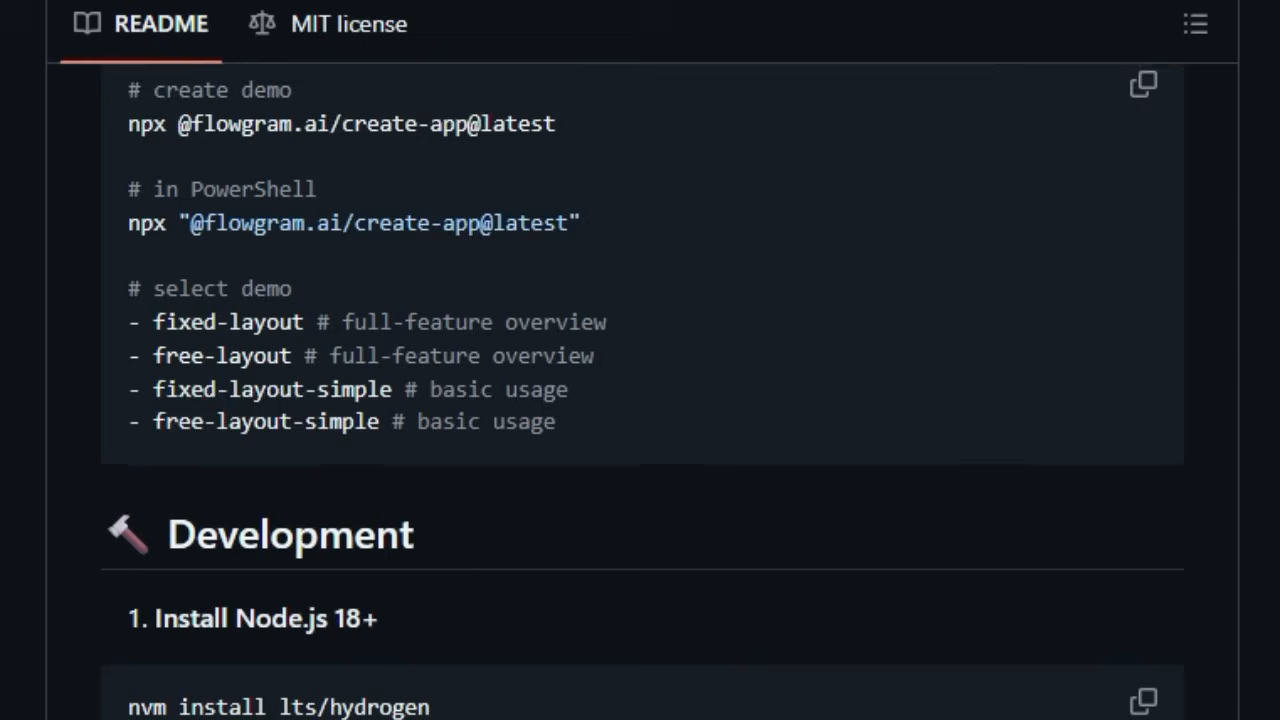 README
MIT license
# create demo
npx @flowgram.ai/create-app@latest
# in PowerShell
npx "@flowgram.ai/create-app@latest"
# select demo
- fixed-layout # full-feature overview
- free-layout # full-feature overview
- fixed-layout-simple # basic usage
- free-layout-simple # basic usage
Development
1. Install Node.js 18+
nvm install lts/hydrogen